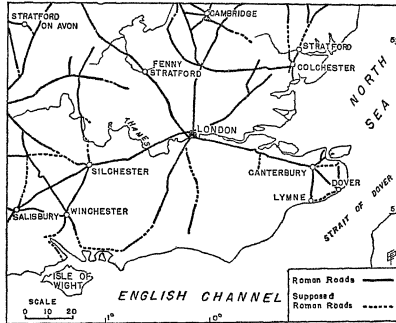 STRATFORD
ON AVON
CAMBRIDGE
FENNY
STRATFORD
STRATFORD
COLCHESTER
NORTH
SEA
THAMES
LONDON
SILCHESTER
CANTERBURY
DOVER
LYMNE
SALISBURY
WINCHESTER
STRAIT OF DOVER
ISLE OF
WIGHT
ENGLISH CHANNEL
SCALE
0 10 20
1°
0°
Roman Roads
Supposed
Roman Roads